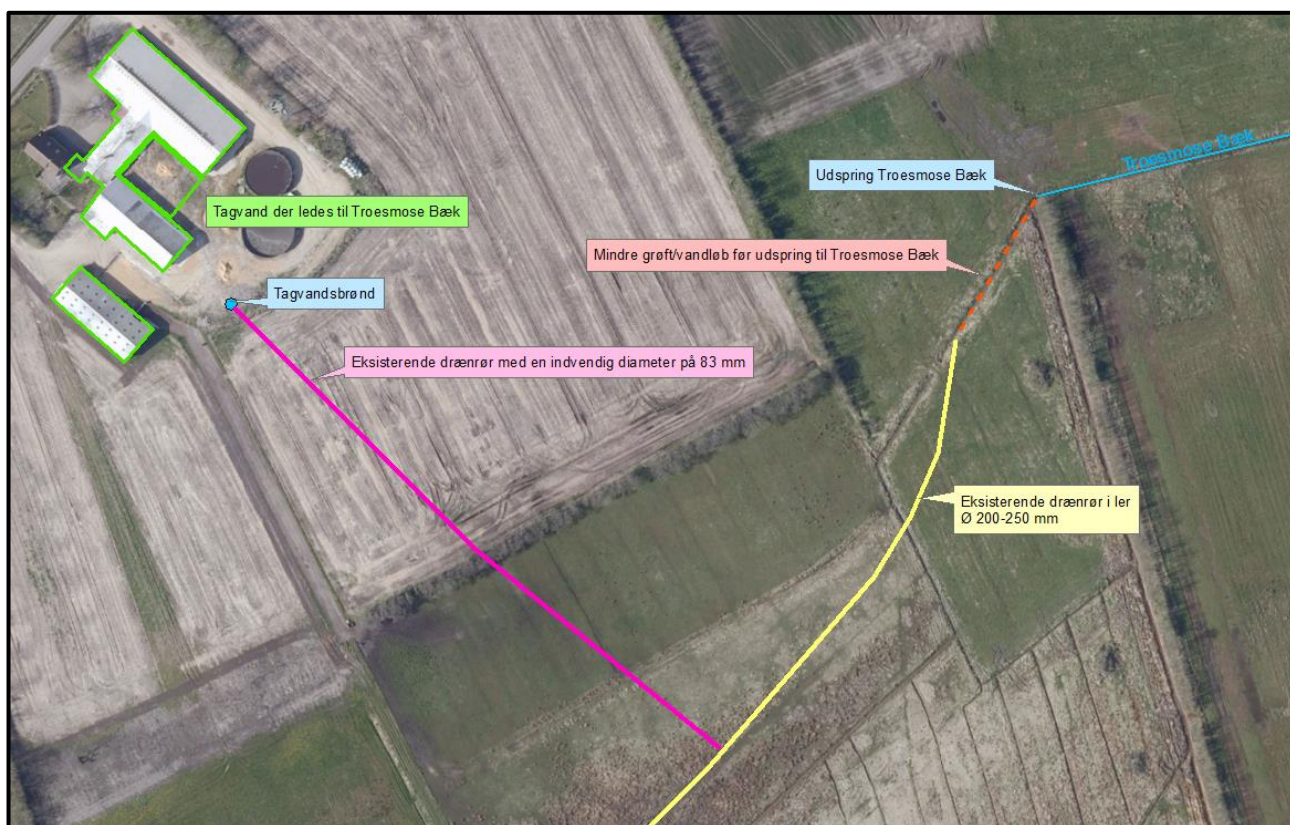 Troesmose Bæk
Udspring Troesmose Bæk
Tagvand der ledes til Troesmose Bæk
Mindre grøft/vandløb før udspring til Troesmose Bæk
Tagvandsbrønd
Eksisterende drænrør med en indvendig diameter på 83 mm
Eksisterende drænrør i ler
Ø 200-250 mm